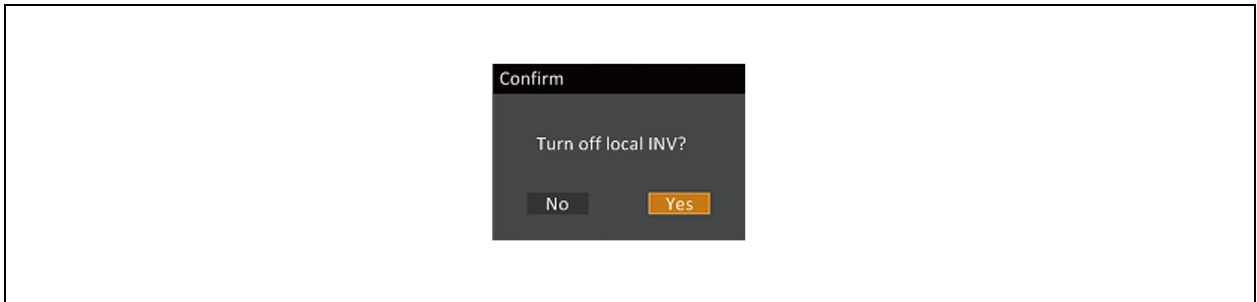 Confirm
Turn off local INV?
No Yes